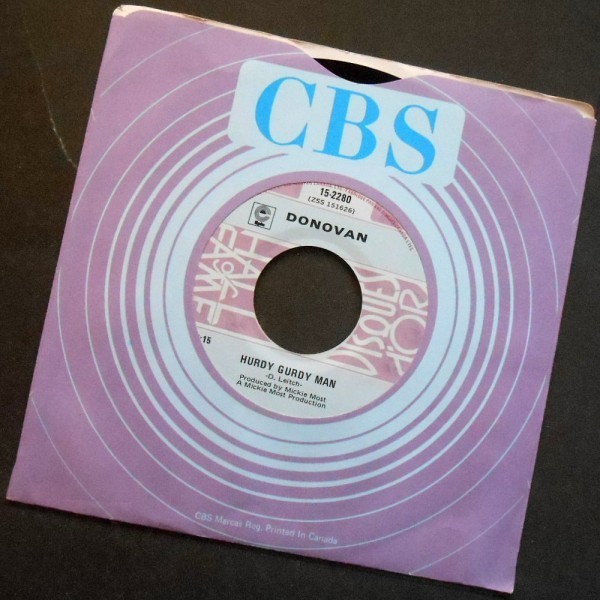 CBS
15-2280
(ZSS 151626)
Epic
DONOVAN
HALL OF FAME
DISQUES D'OR
-15
HURDY GURDY MAN
-D. Leitch-
Produced by Mickie Most
A Mickie Most Production
CBS Marcas Reg. Printed In Canada